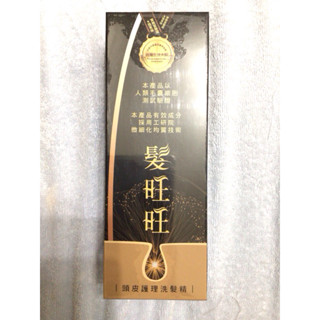 本產品以
人類毛囊細胞
測試驗證
本產品有效成分
採用工研院
微細化均質技術
髮旺旺
｜頭皮護理洗髮精｜